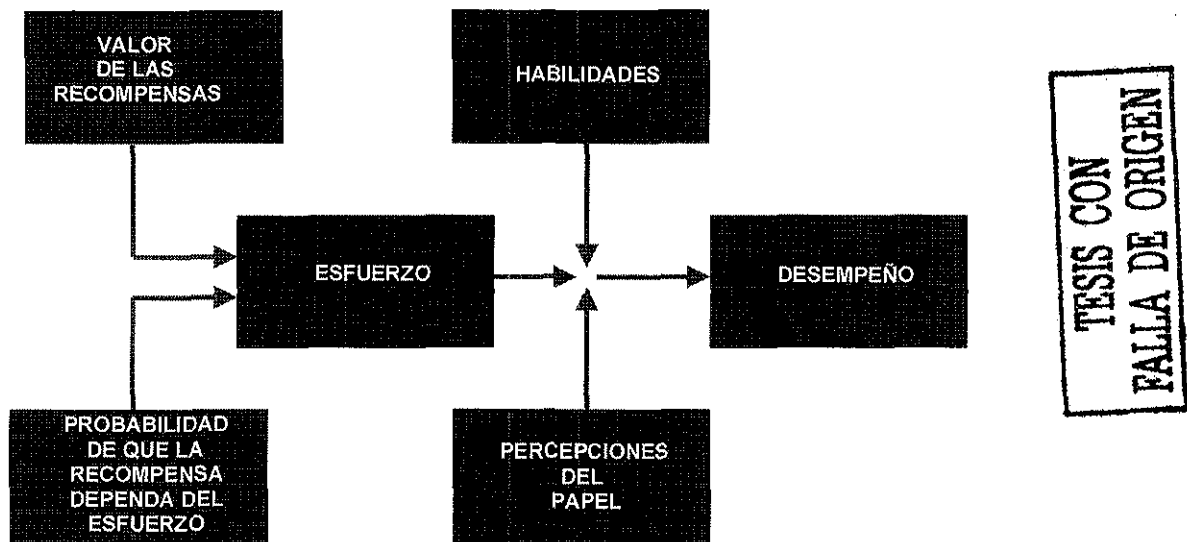 VALOR
DE LAS
RECOMPENSAS
HABILIDADES
ESFUERZO
DESEMPEÑO
PROBABILIDAD
DE QUE LA
RECOMPENSA
DEPENDA DEL
ESFUERZO
PERCEPCIONES
DEL
PAPEL
TESIS CON
FALLA DE ORIGEN